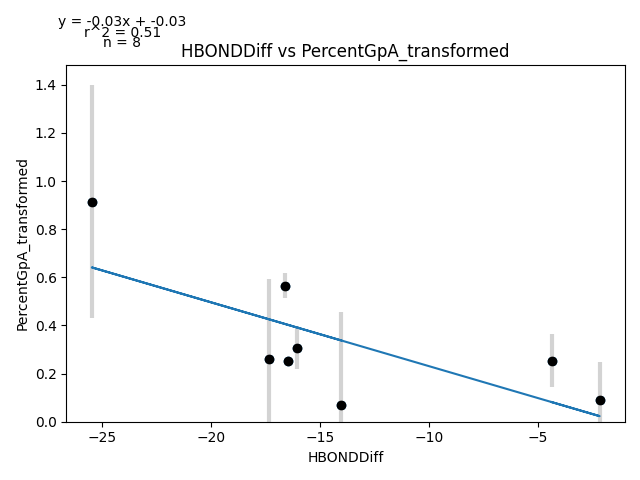 y = -0.03x + -0.03
r^2 = 0.51
n = 8
HBONDDiff vs PercentGpA_transformed
PercentGpA_transformed
1.4
1.2
1.0
0.8
0.6
0.4
0.2
0.0
−25
−20
−15
−10
−5
HBONDDiff